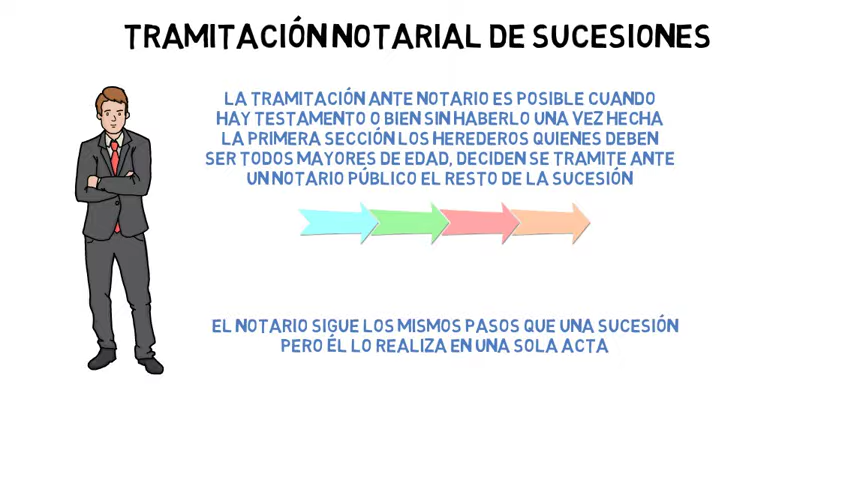 TRAMITACIÓN NOTARIAL DE SUCESIONES
LA TRAMITACIÓN ANTE NOTARIO ES POSIBLE CUANDO
HAY TESTAMENTO O BIEN SIN HABERLO UNA VEZ HECHA
LA PRIMERA SECCIÓN LOS HEREDEROS QUIENES DEBEN
SER TODOS MAYORES DE EDAD, DECIDEN SE TRAMITE ANTE
UN NOTARIO PÚBLICO EL RESTO DE LA SUCESIÓN
EL NOTARIO SIGUE LOS MISMOS PASOS QUE UNA SUCESIÓN
PERO ÉL LO REALIZA EN UNA SOLA ACTA